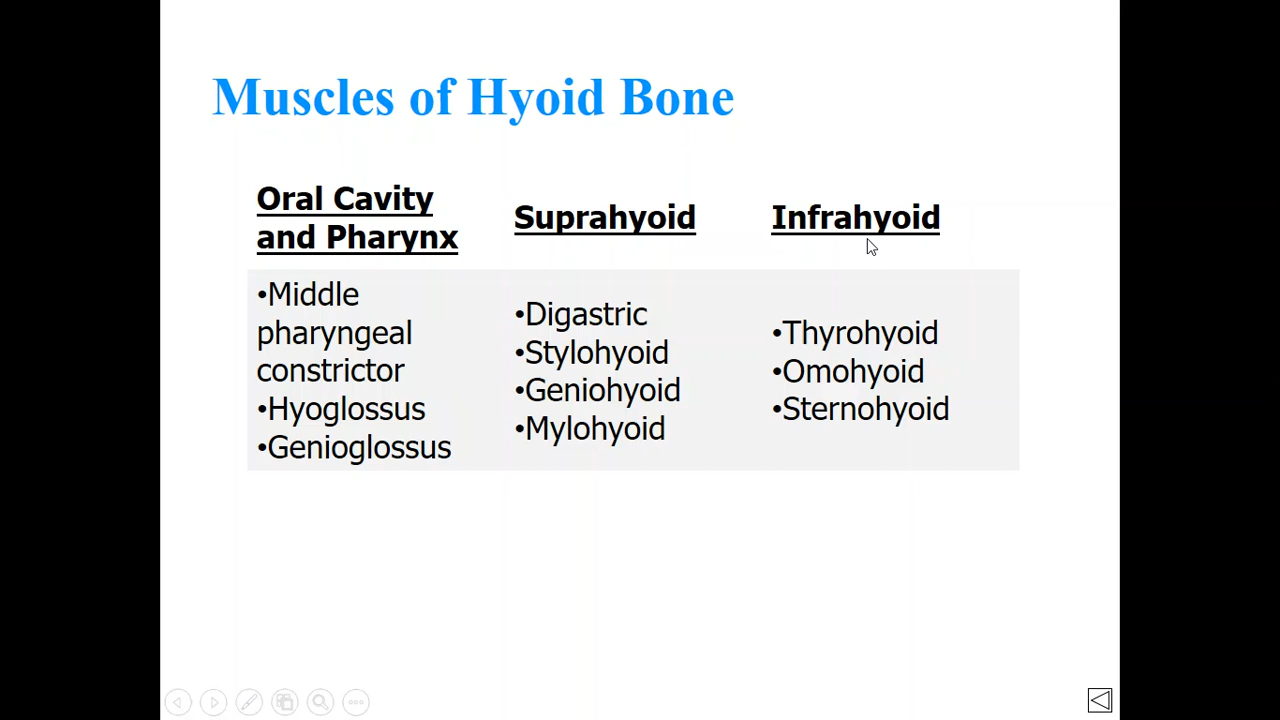 Muscles of Hyoid Bone
Oral Cavity
and Pharynx
Suprahyoid
Infrahyoid
•Middle
pharyngeal
constrictor
•Hyoglossus
•Genioglossus
•Digastric
•Stylohyoid
•Geniohyoid
•Mylohyoid
•Thyrohyoid
•Omohyoid
•Sternohyoid